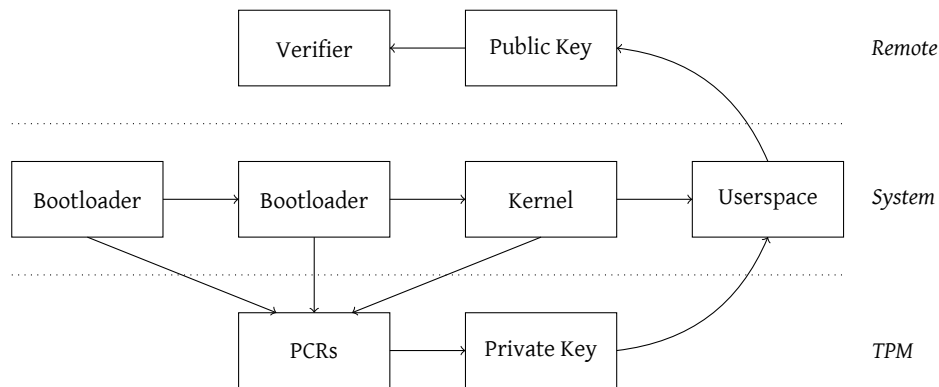 Verifier
Public Key
Remote
Bootloader
Bootloader
Kernel
Userspace
System
PCRs
Private Key
TPM